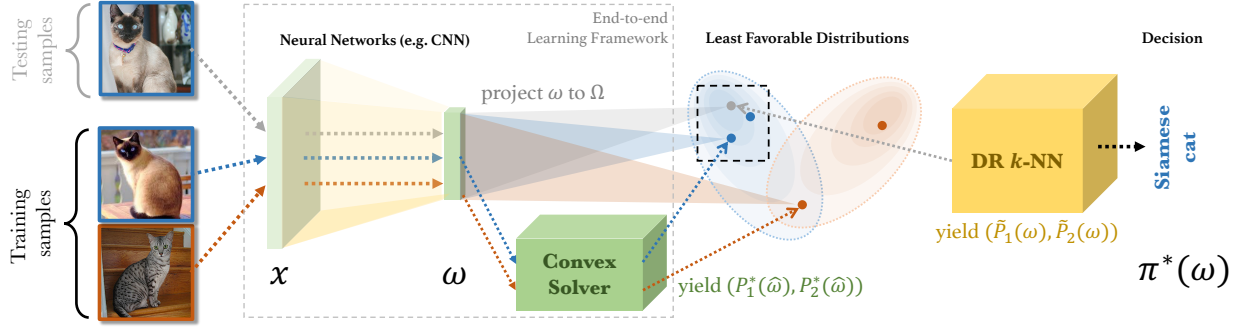 Testing
samples
Training
samples
Neural Networks (e.g. CNN)
End-to-end
Learning Framework
x
ω
project ω to Ω
Convex
Solver
yield (P₁*(ω̂), P₂*(ω̂))
Least Favorable Distributions
DR k-NN
yield (P̃₁(ω), P̃₂(ω))
Decision
Siamese
cat
π*(ω)